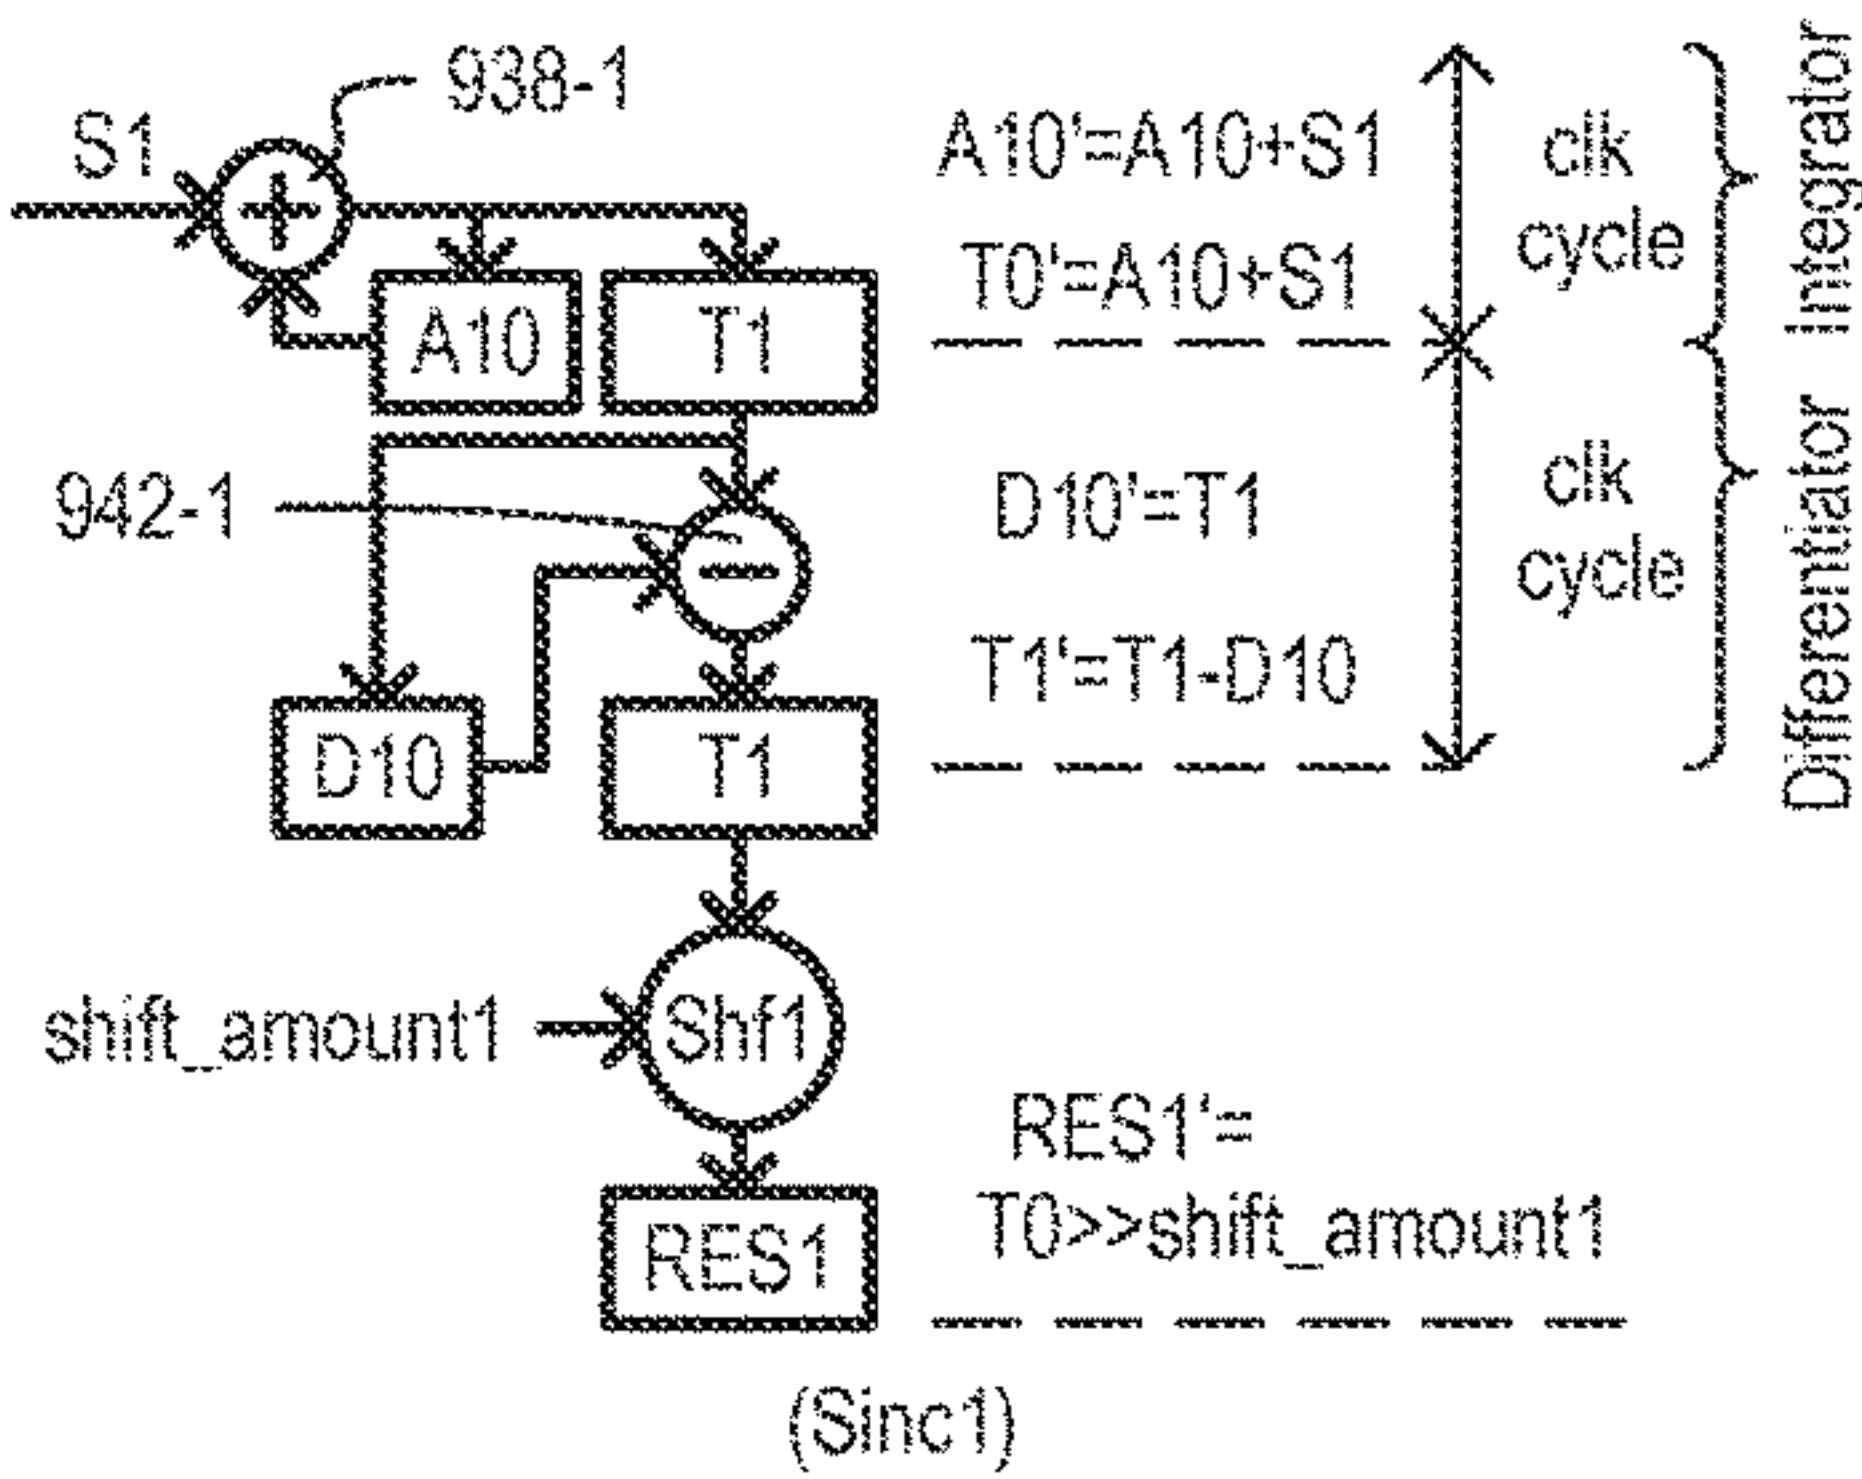 938-1
S1
A10'=A10+S1
clk
cycle
Integrator
T0'=A10+S1
A10
T1
942-1
D10'=T1
clk
cycle
Differentiator
T1'=T1-D10
D10
T1
shift_amount1
Shf1
RES1'=
T0>>shift_amount1
RES1
(Sinc1)